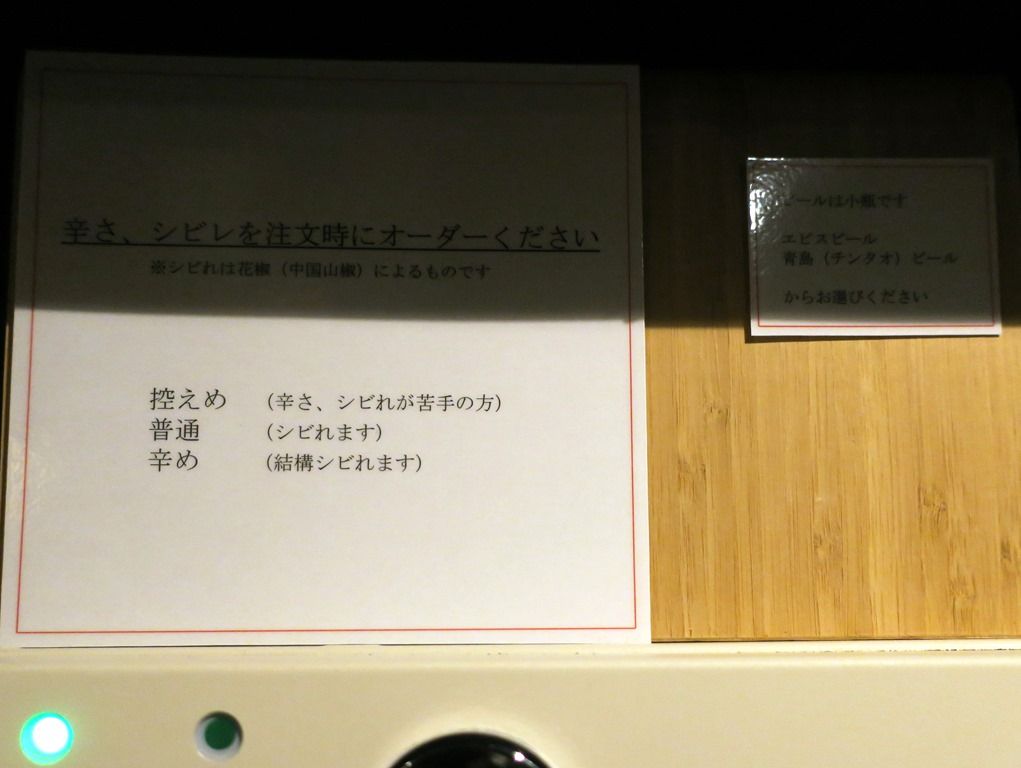 辛さ、シビレを注文時にオーダーください
※シビれは花椒（中国山椒）によるものです
控えめ （辛さ、シビれが苦手の方）
普通 （シビれます）
辛め （結構シビれます）
ビールは小瓶です
エビスビール
青島（チンタオ）ビール
からお選びください